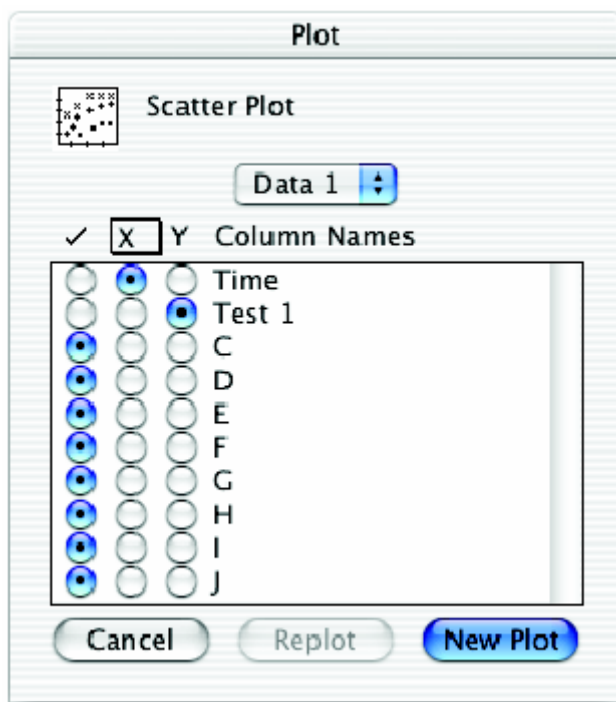 Plot
Scatter Plot
Data 1
✓ X Y Column Names
Time
Test 1
C
D
E
F
G
H
I
J
Cancel Replot New Plot